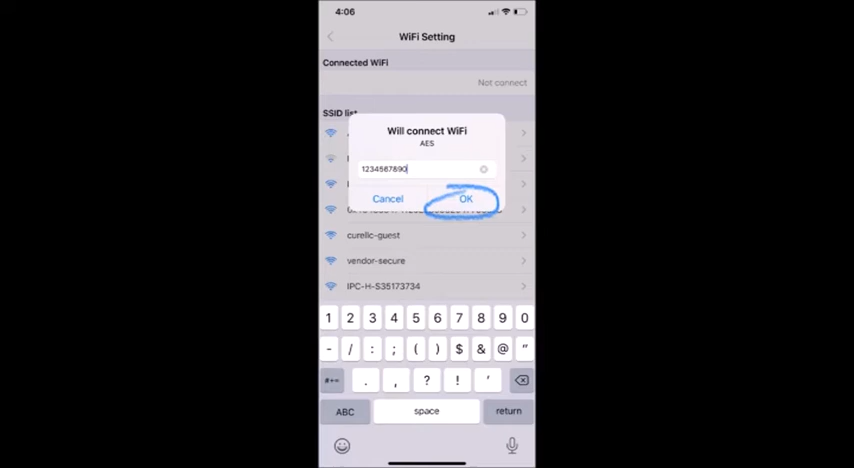 4:06
WiFi Setting
Connected WiFi
Not connect
SSID list
Will connect WiFi
AES
1234567890
Cancel OK
curelic-guest
vendor-secure
IPC-H-S35173734
1 2 3 4 5 6 7 8 9 0
- / : ; ( ) $ & @ "
#+= . , ? ! '
ABC space return